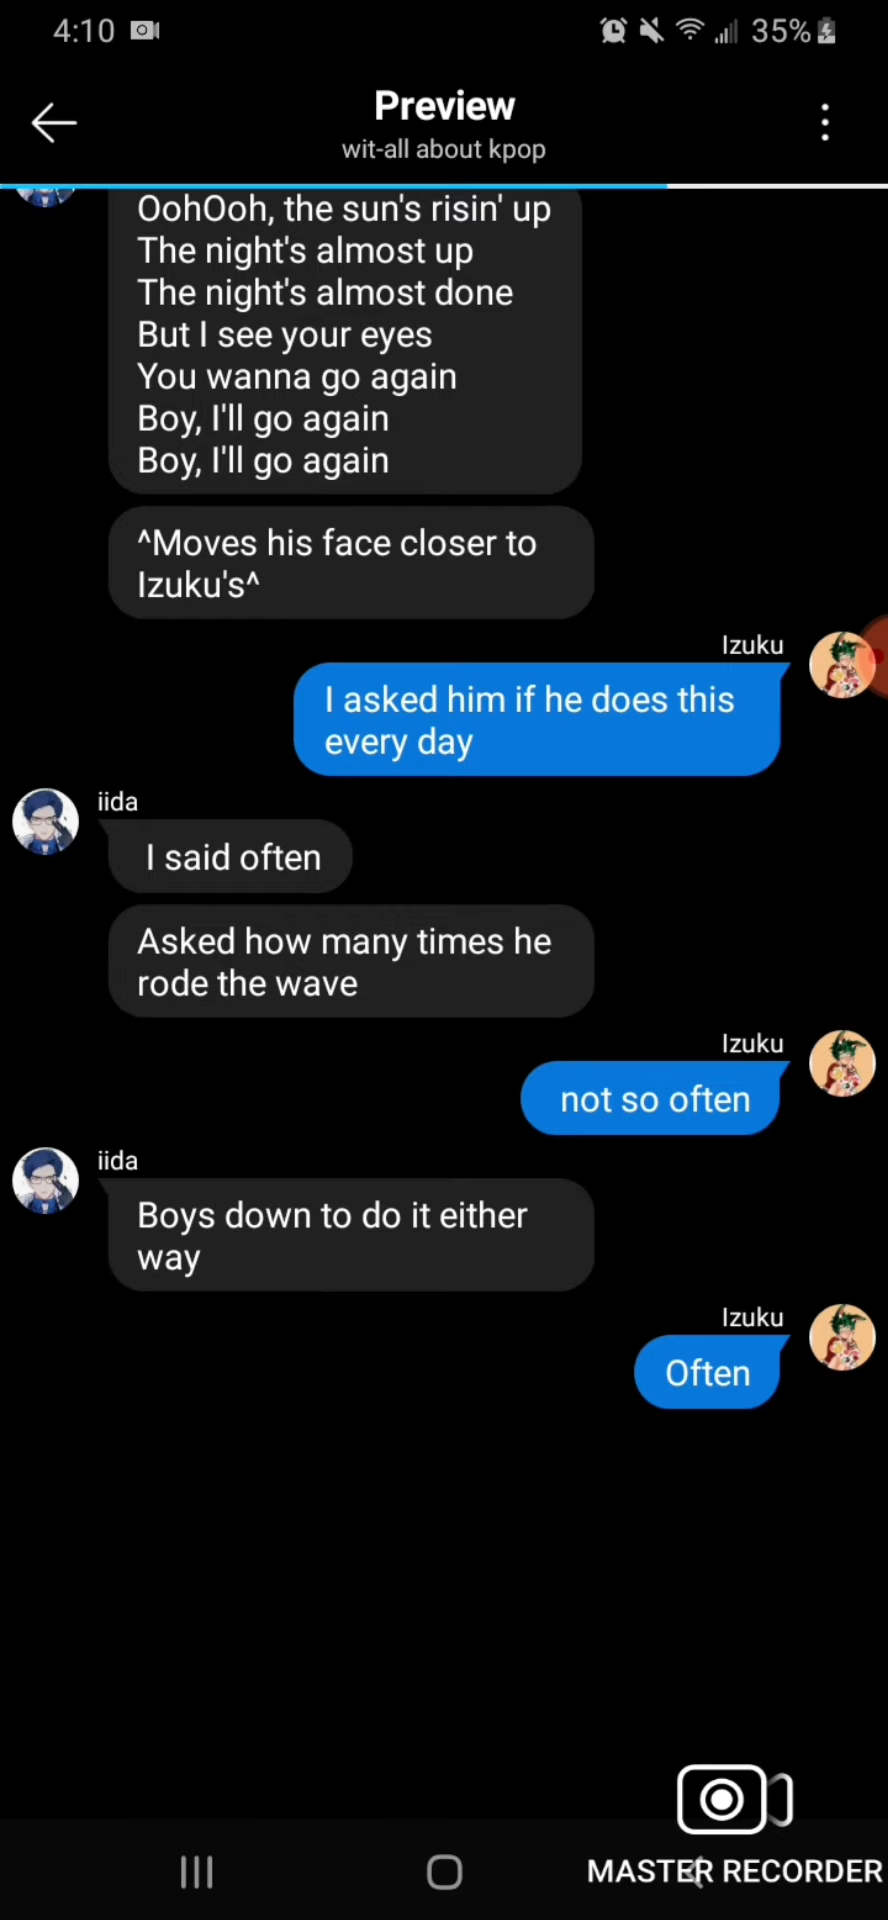 4:10
35%
Preview
wit-all about kpop
OohOoh, the sun's risin' up
The night's almost up
The night's almost done
But I see your eyes
You wanna go again
Boy, I'll go again
Boy, I'll go again
^Moves his face closer to
Izuku's^
Izuku
I asked him if he does this
every day
iida
I said often
Asked how many times he
rode the wave
Izuku
not so often
iida
Boys down to do it either
way
Izuku
Often
MASTER RECORDER